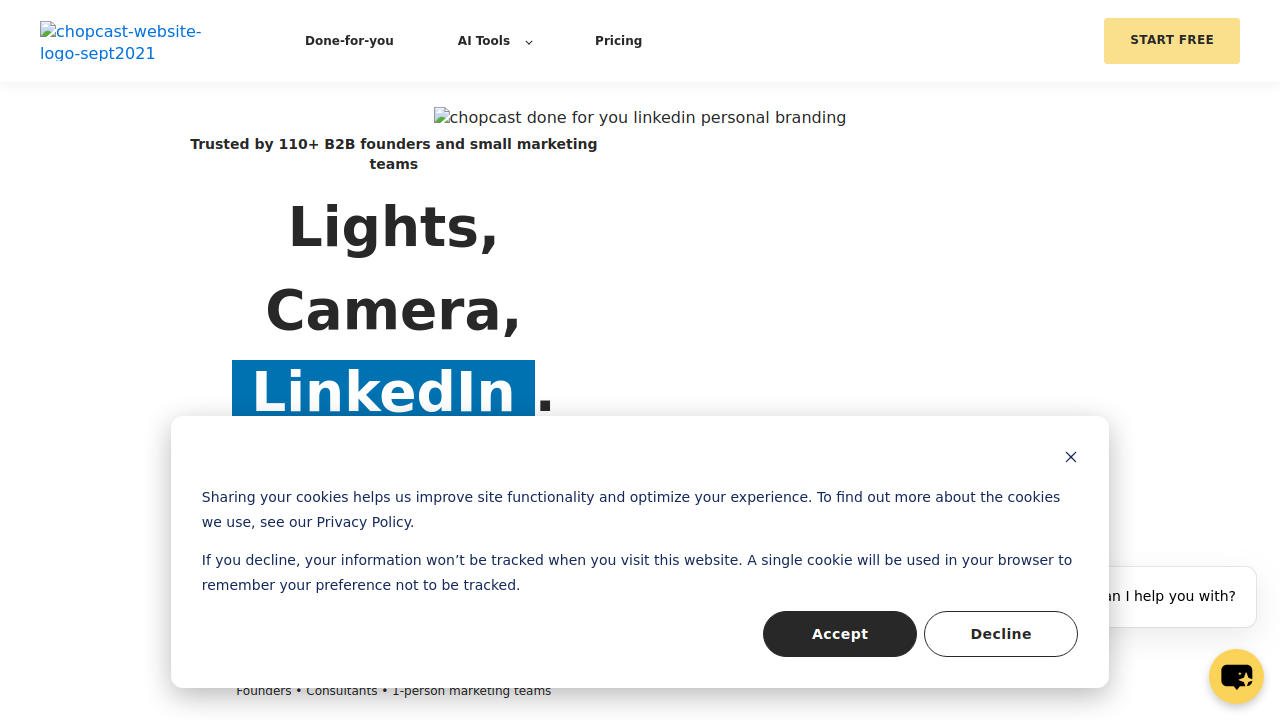 chopcast-website-
logo-sept2021
Done-for-you
AI Tools
Pricing
START FREE
chopcast done for you linkedin personal branding
Trusted by 110+ B2B founders and small marketing
teams
Lights,
Camera,
LinkedIn.
Sharing your cookies helps us improve site functionality and optimize your experience. To find out more about the cookies
we use, see our Privacy Policy.
If you decline, your information won’t be tracked when you visit this website. A single cookie will be used in your browser to
remember your preference not to be tracked.
an I help you with?
Accept
Decline
Founders • Consultants • 1-person marketing teams